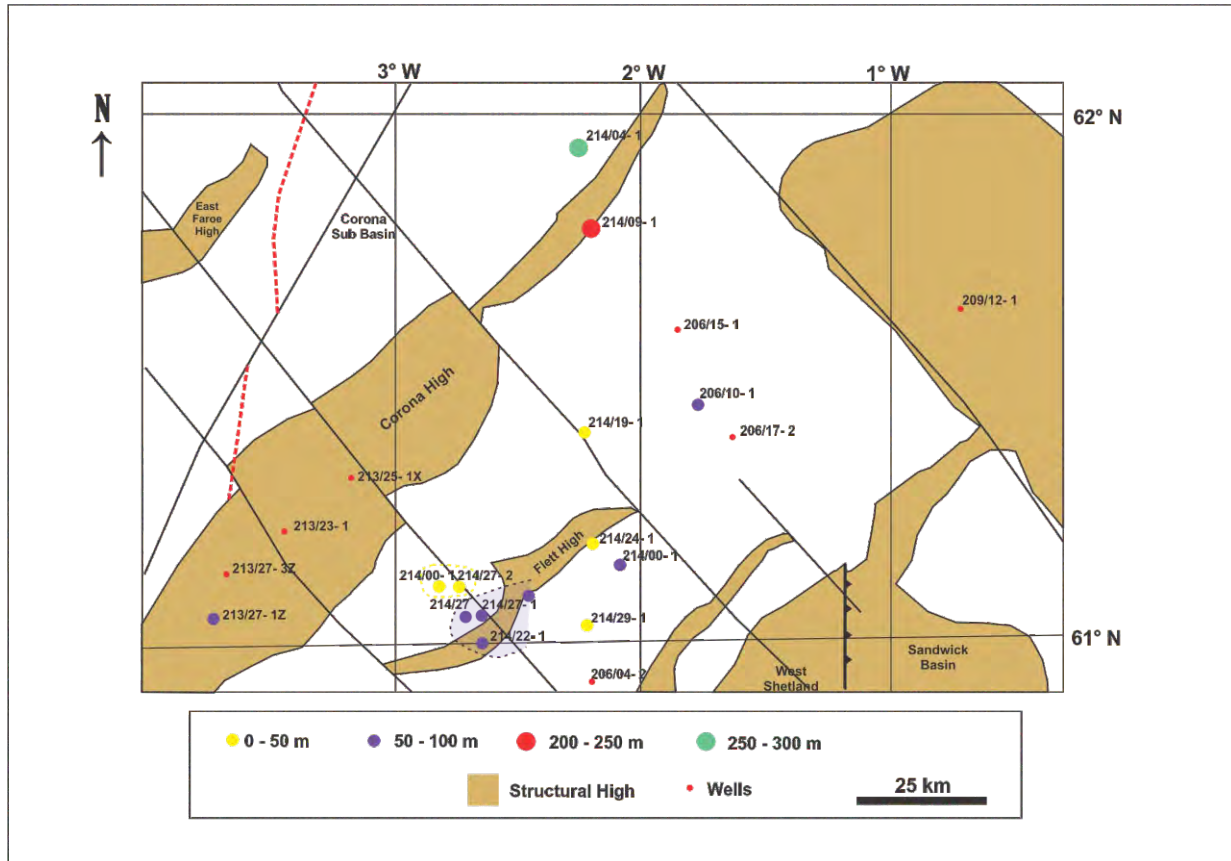 3° W
2° W
1° W
N
62° N
214/04- 1
East
Faroe
High
Corona
Sub Basin
214/09- 1
209/12- 1
206/15- 1
Corona High
206/10- 1
214/19- 1
206/17- 2
213/25- 1X
213/23- 1
Flett High
214/24- 1
214/00- 1
213/27- 3Z
214/00- 1
214/27- 2
213/27- 1Z
214/27
214/27- 1
214/29- 1
214/22- 1
61° N
Sandwick
Basin
West
Shetland
206/04- 2
0 - 50 m
50 - 100 m
200 - 250 m
250 - 300 m
Structural High
Wells
25 km